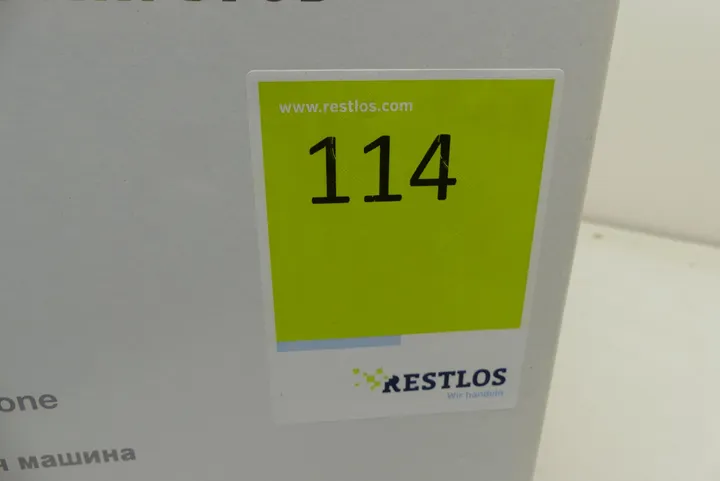 www.restlos.com
114
RESTLOS
Wir handeln.
one
я машина